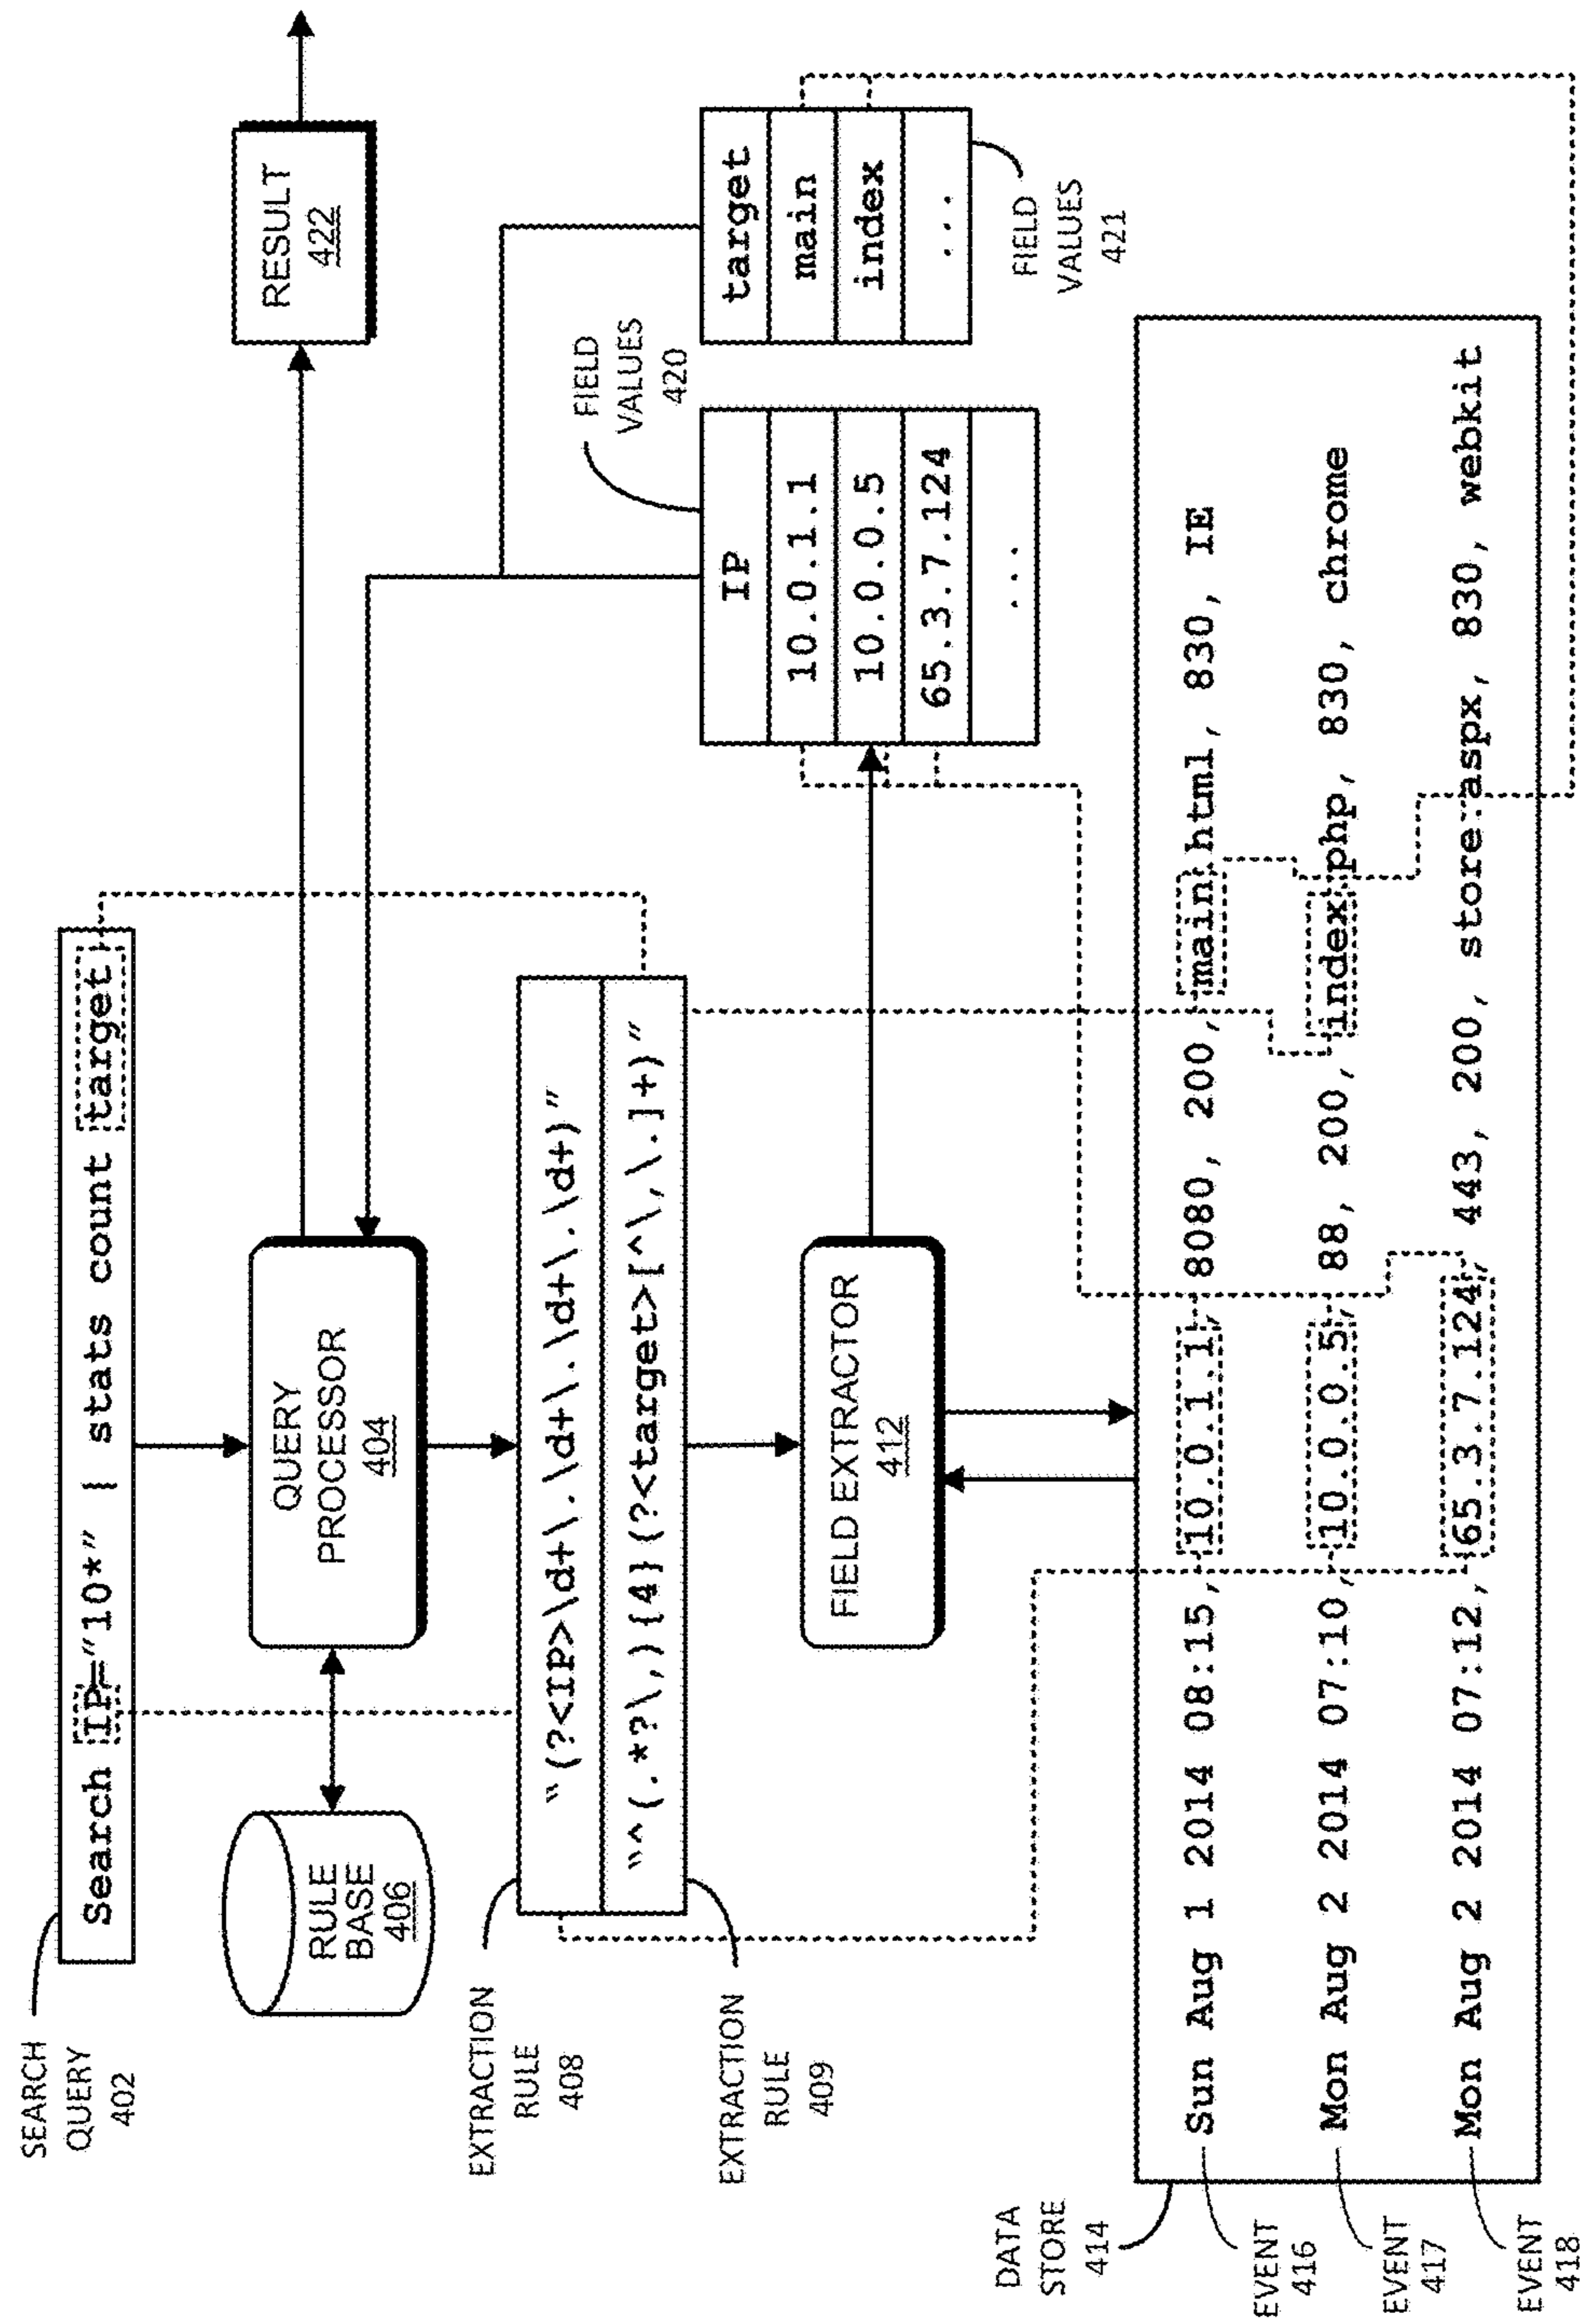 SEARCH
QUERY
402
Search IP="10*" | stats count target
RULE
BASE
406
QUERY
PROCESSOR
404
RESULT
422
EXTRACTION
RULE
408
"(?<IP>\d+\.\d+\.\d+\.\d+)"
"^(.*?\,){4}(?<target>[^\,\.]+)"
EXTRACTION
RULE
409
FIELD EXTRACTOR
412
FIELD
VALUES
420
IP
10.0.1.1
10.0.0.5
65.3.7.124
...
target
main
index
...
FIELD
VALUES
421
DATA
STORE
414
EVENT
416
Sun Aug 1 2014 08:15, 10.0.1.1, 8080, 200, main.html, 830, IE
EVENT
417
Mon Aug 2 2014 07:10, 10.0.0.5, 88, 200, index.php, 830, chrome
EVENT
418
Mon Aug 2 2014 07:12, 65.3.7.124, 443, 200, store.aspx, 830, webkit